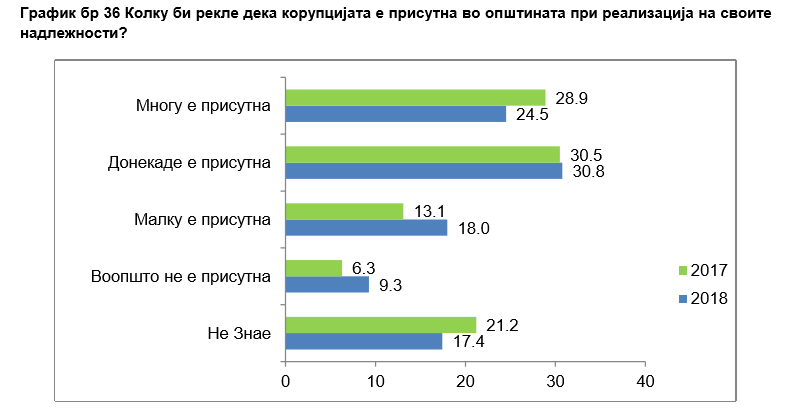 График бр 36 Колку би рекле дека корупцијата е присутна во општината при реализација на своите
надлежности?
Многу е присутна
28.9
24.5
Донекаде е присутна
30.5
30.8
Малку е присутна
13.1
18.0
Воопшто не е присутна
6.3
9.3
2017
2018
Не Знае
21.2
17.4
0 10 20 30 40